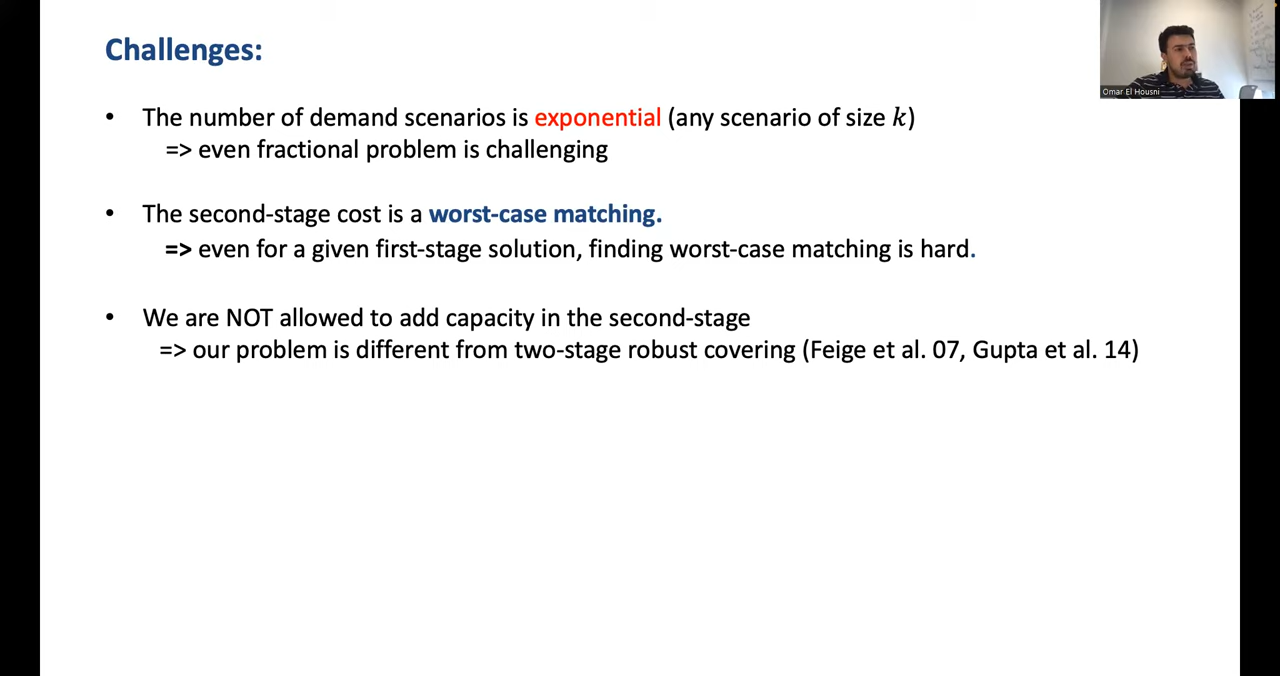 Challenges:
Omar El Housni
• The number of demand scenarios is exponential (any scenario of size k)
=> even fractional problem is challenging
• The second-stage cost is a worst-case matching.
=> even for a given first-stage solution, finding worst-case matching is hard.
• We are NOT allowed to add capacity in the second-stage
=> our problem is different from two-stage robust covering (Feige et al. 07, Gupta et al. 14)